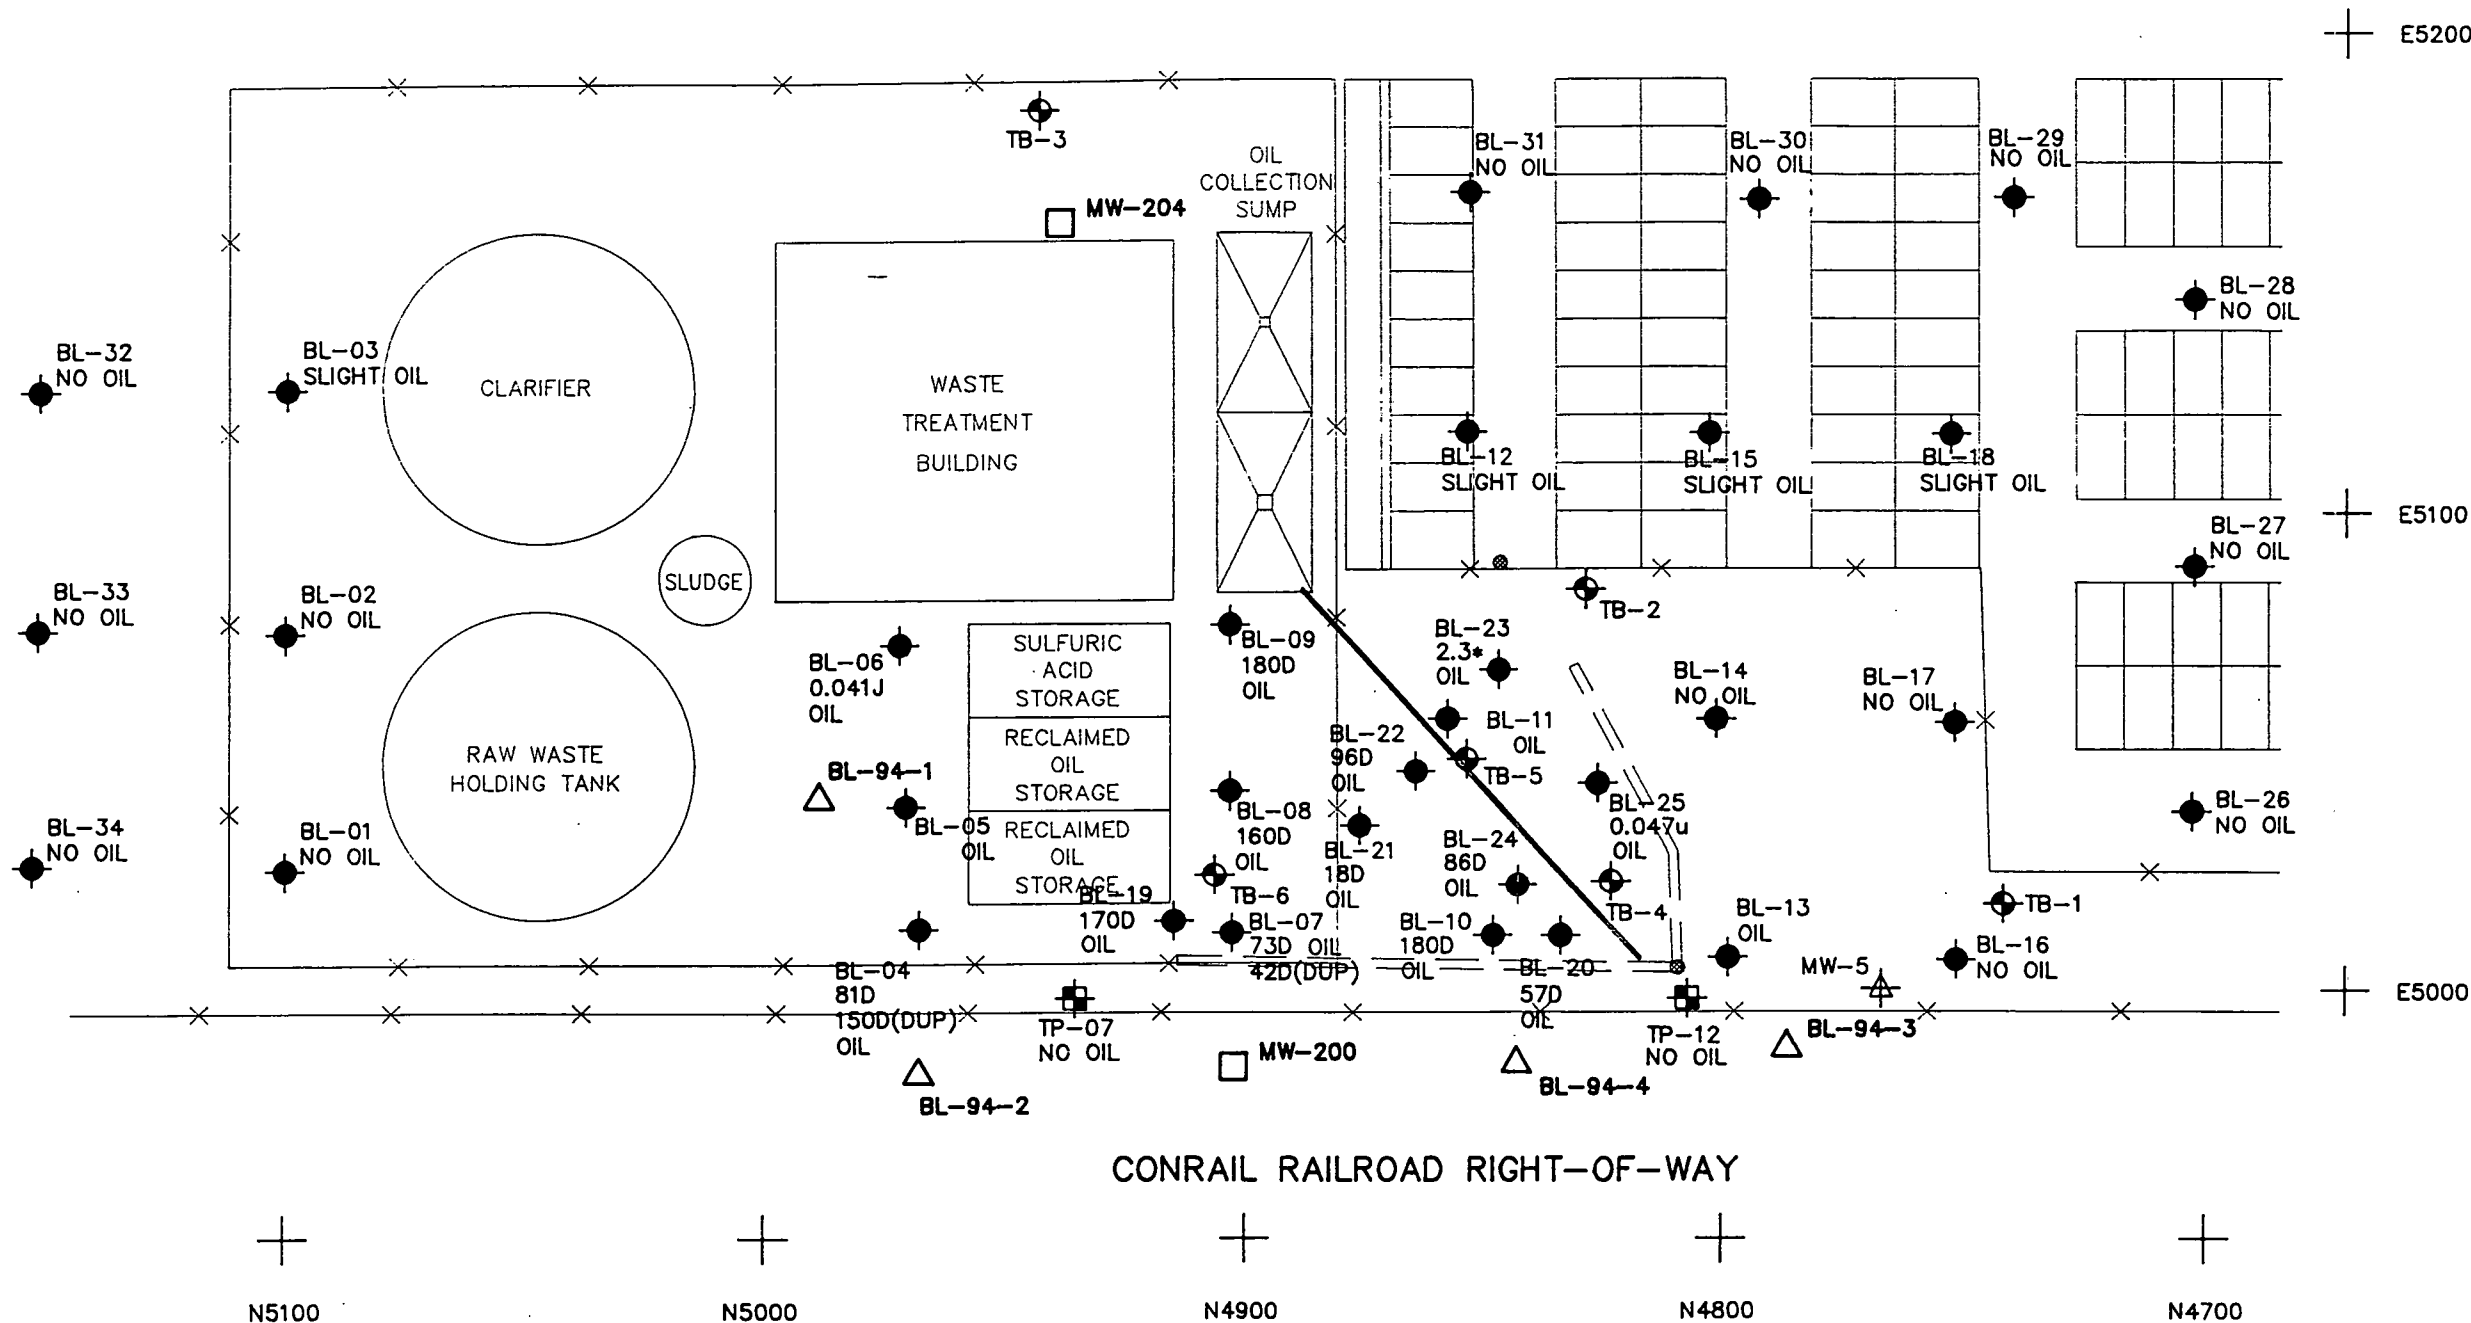 E5200
TB-3
BL-31
NO OIL
BL-30
NO OIL
BL-29
NO OIL
OIL
COLLECTION
SUMP
MW-204
BL-28
NO OIL
BL-32
NO OIL
BL-03
SLIGHT OIL
CLARIFIER
WASTE
TREATMENT
BUILDING
BL-12
SLIGHT OIL
BL-15
SLIGHT OIL
BL-18
SLIGHT OIL
E5100
BL-27
NO OIL
SLUDGE
BL-33
NO OIL
BL-02
NO OIL
TB-2
BL-06
0.041J
OIL
SULFURIC
ACID
STORAGE
BL-09
180D
OIL
BL-23
2.3*
OIL
BL-14
NO OIL
BL-17
NO OIL
RAW WASTE
HOLDING TANK
RECLAIMED
OIL
STORAGE
BL-22
96D
OIL
BL-11
OIL
TB-5
BL-94-1
BL-05
OIL
RECLAIMED
OIL
STORAGE
BL-08
160D
OIL
BL-21
18D
OIL
BL-24
86D
OIL
BL-25
0.047u
OIL
BL-26
NO OIL
BL-34
NO OIL
BL-01
NO OIL
BL-19
170D
OIL
TB-6
BL-07
73D OIL
42D(DUP)
BL-10
180D
OIL
TB-4
BL-13
OIL
TB-1
BL-16
NO OIL
MW-5
BL-04
81D
150D(DUP)
OIL
BL-20
57D
OIL
E5000
TP-07
NO OIL
MW-200
TP-12
NO OIL
BL-94-3
BL-94-2
BL-94-4
CONRAIL RAILROAD RIGHT-OF-WAY
N5100
N5000
N4900
N4800
N4700